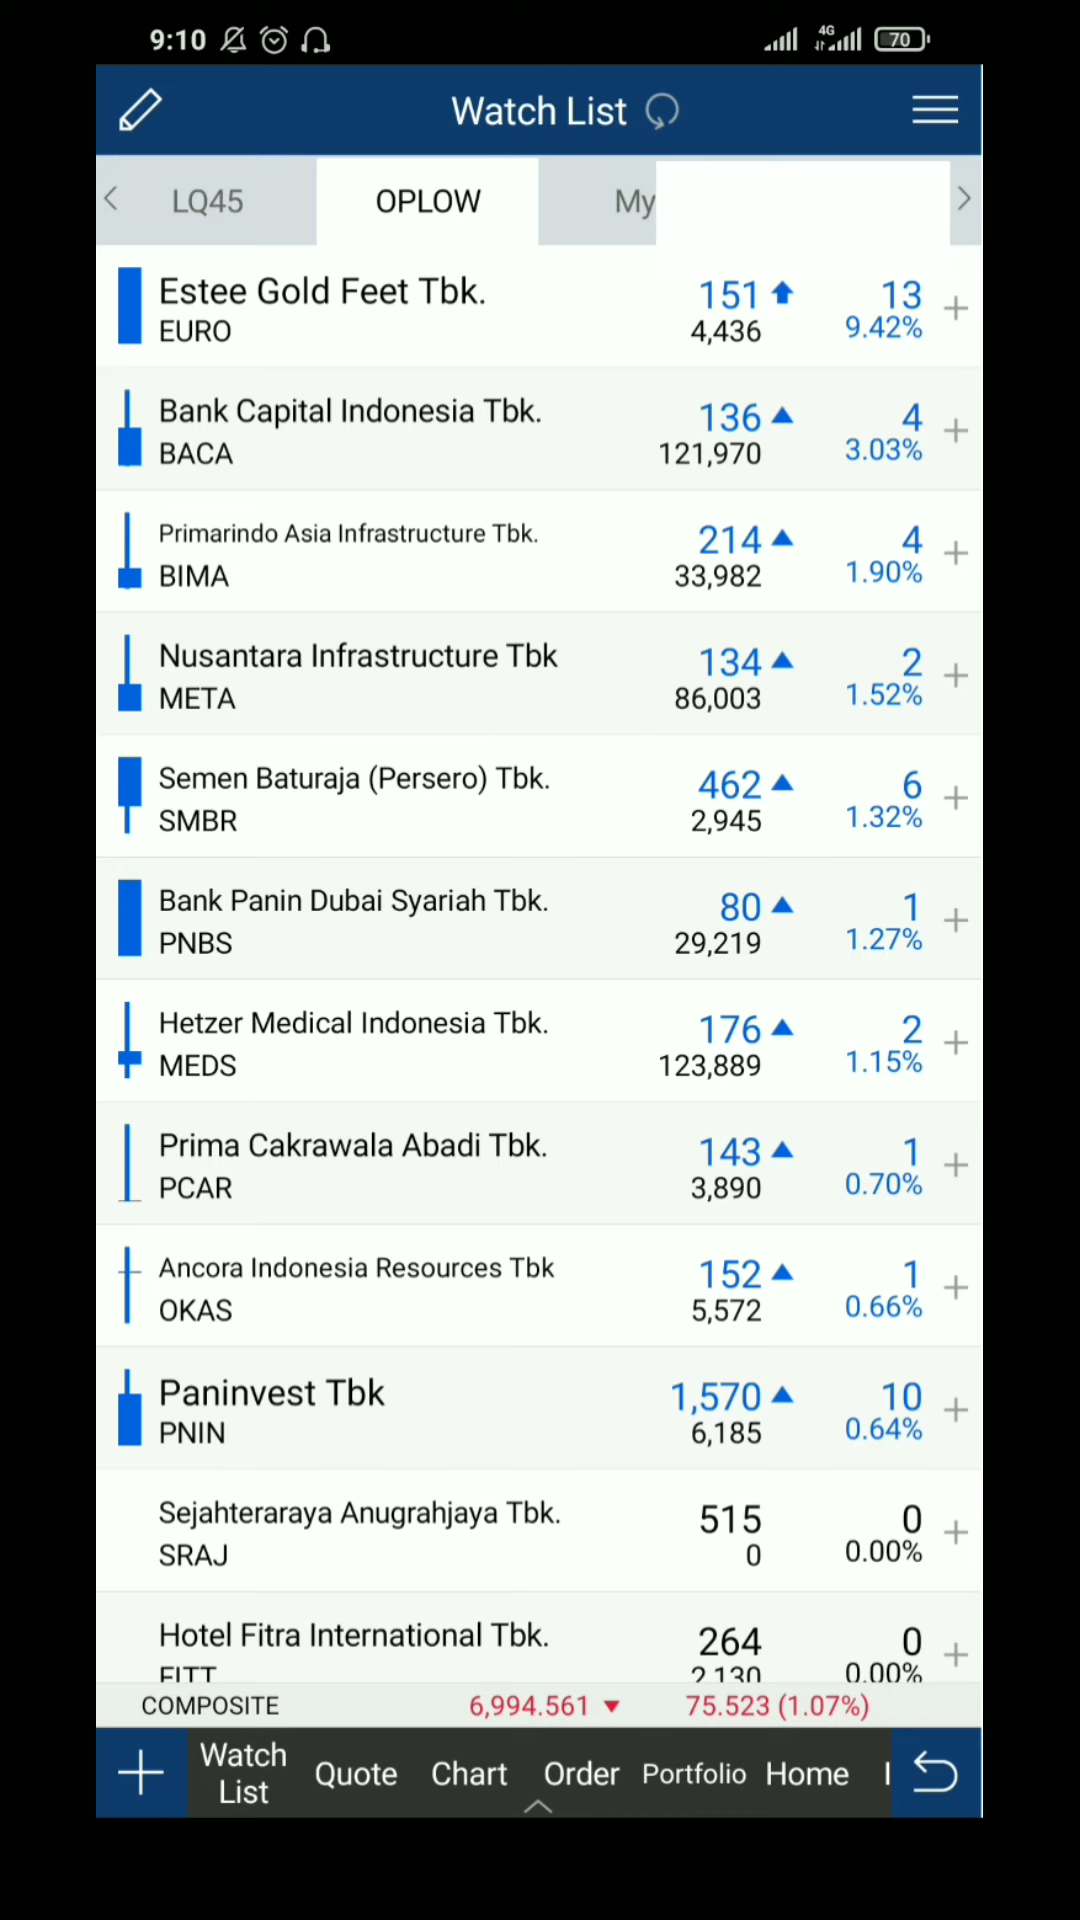 9:10 4G 70
Watch List
LQ45 OPLOW My
Estee Gold Feet Tbk. 151 13
EURO 4,436 9.42%
Bank Capital Indonesia Tbk. 136 4
BACA 121,970 3.03%
Primarindo Asia Infrastructure Tbk. 214 4
BIMA 33,982 1.90%
Nusantara Infrastructure Tbk 134 2
META 86,003 1.52%
Semen Baturaja (Persero) Tbk. 462 6
SMBR 2,945 1.32%
Bank Panin Dubai Syariah Tbk. 80 1
PNBS 29,219 1.27%
Hetzer Medical Indonesia Tbk. 176 2
MEDS 123,889 1.15%
Prima Cakrawala Abadi Tbk. 143 1
PCAR 3,890 0.70%
Ancora Indonesia Resources Tbk 152 1
OKAS 5,572 0.66%
Paninvest Tbk 1,570 10
PNIN 6,185 0.64%
Sejahteraraya Anugrahjaya Tbk. 515 0
SRAJ 0 0.00%
Hotel Fitra International Tbk. 264 0
FITT 2,130 0.00%
COMPOSITE 6,994.561 75.523 (1.07%)
Watch List Quote Chart Order Portfolio Home